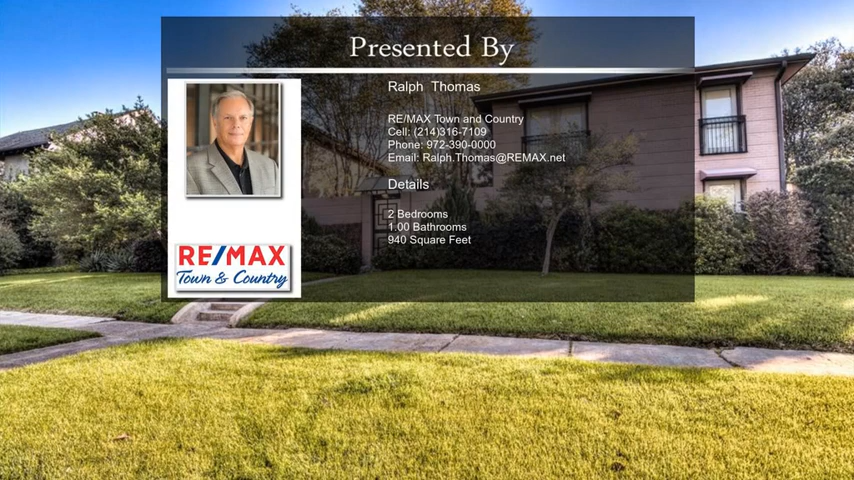 Presented By
Ralph Thomas
RE/MAX Town and Country
Cell: (214)316-7109
Phone: 972-390-0000
Email: Ralph.Thomas@REMAX.net
Details
2 Bedrooms
1.00 Bathrooms
940 Square Feet
RE/MAX
Town & Country